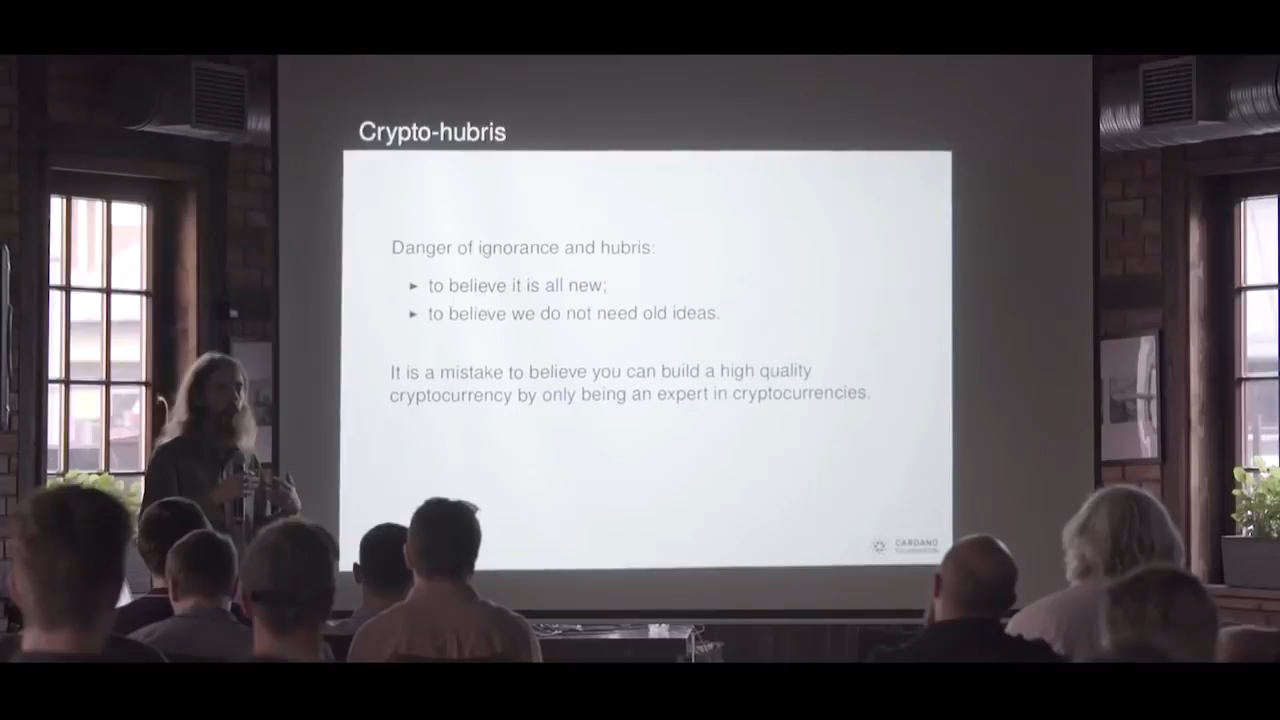 Crypto-hubris
Danger of ignorance and hubris:
▸ to believe it is all new;
▸ to believe we do not need old ideas.
It is a mistake to believe you can build a high quality
cryptocurrency by only being an expert in cryptocurrencies.
CARDANO